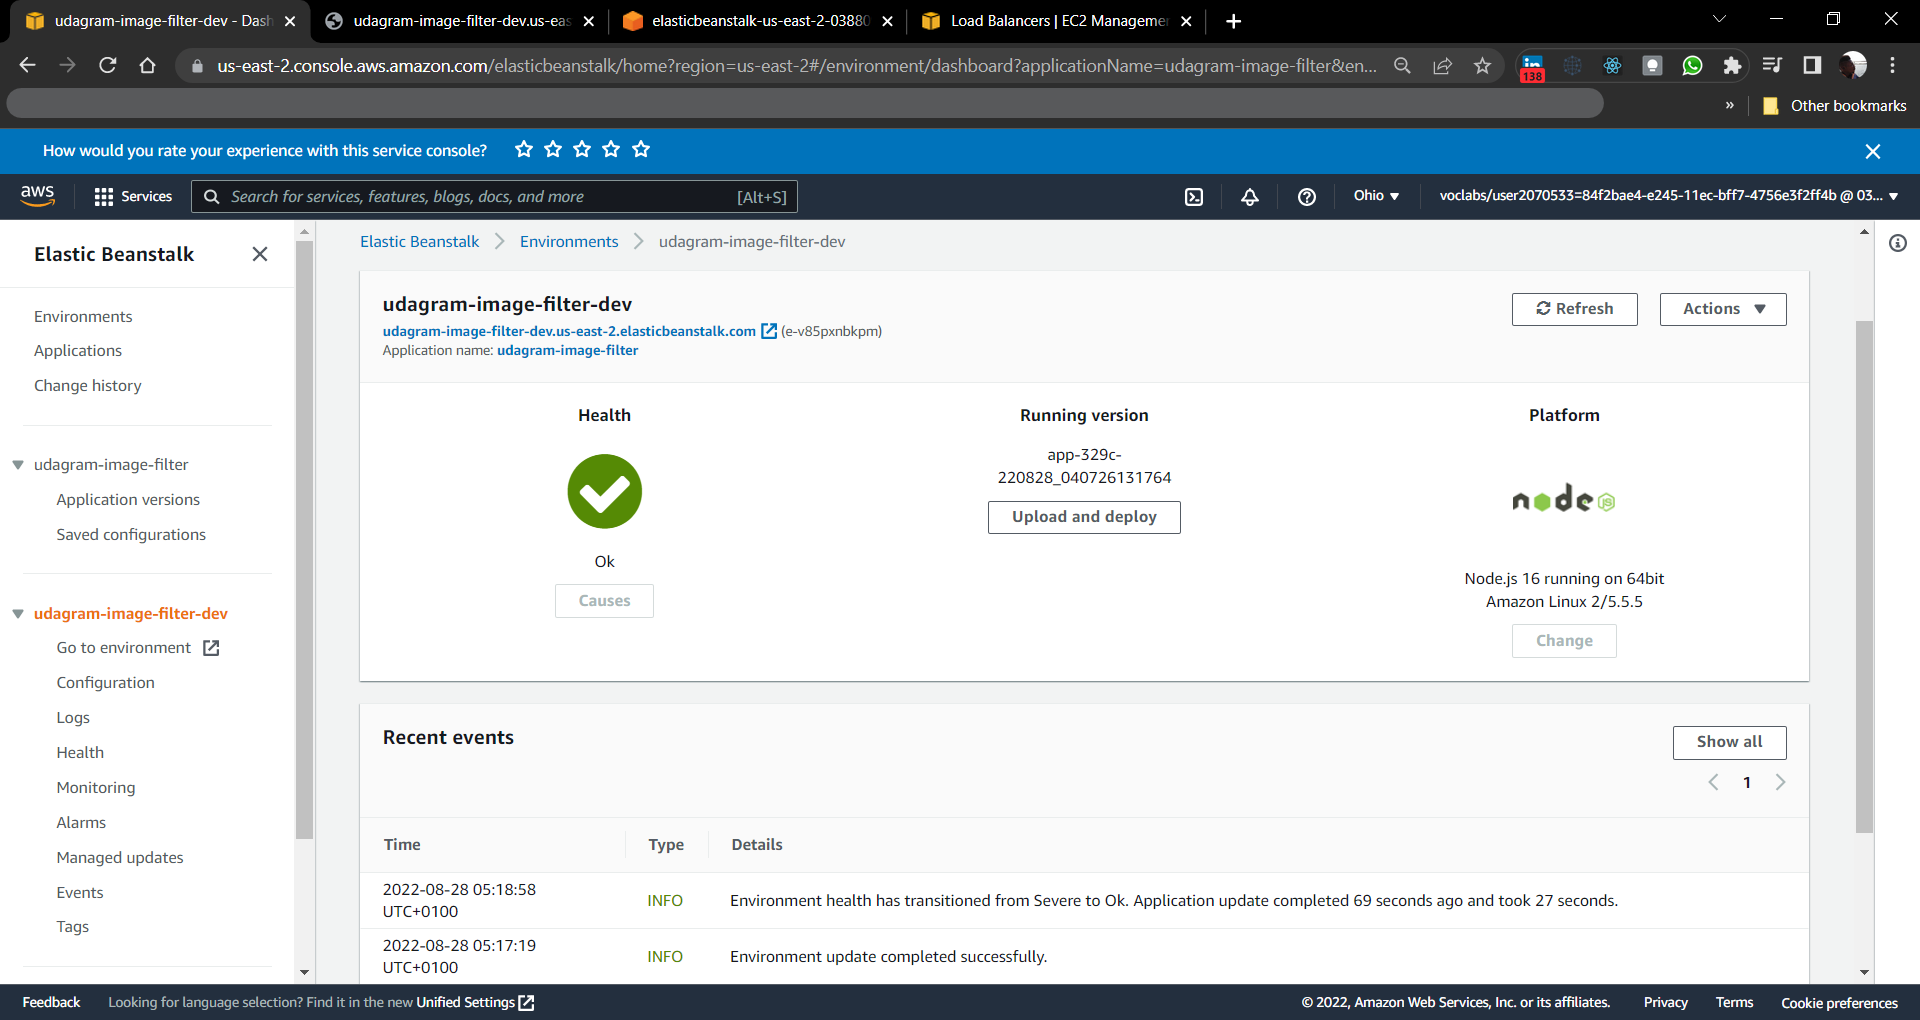 udagram-image-filter-dev - Dash
udagram-image-filter-dev.us-eas
elasticbeanstalk-us-east-2-03880
Load Balancers | EC2 Managemen
us-east-2.console.aws.amazon.com/elasticbeanstalk/home?region=us-east-2#/environment/dashboard?applicationName=udagram-image-filter&en...
138
» Other bookmarks
How would you rate your experience with this service console?
aws Services Search for services, features, blogs, docs, and more [Alt+S] Ohio voclabs/user2070533=84f2bae4-e245-11ec-bff7-4756e3f2ff4b @ 03...
Elastic Beanstalk
Environments
Applications
Change history
udagram-image-filter
Application versions
Saved configurations
udagram-image-filter-dev
Go to environment
Configuration
Logs
Health
Monitoring
Alarms
Managed updates
Events
Tags
Elastic Beanstalk Environments udagram-image-filter-dev
udagram-image-filter-dev
udagram-image-filter-dev.us-east-2.elasticbeanstalk.com (e-v85pxnbkpm)
Application name: udagram-image-filter
Refresh
Actions
Health
Ok
Causes
Running version
app-329c-
220828_040726131764
Upload and deploy
Platform
node JS
Node.js 16 running on 64bit
Amazon Linux 2/5.5.5
Change
Recent events
Show all
1
Time Type Details
2022-08-28 05:18:58
UTC+0100
INFO
Environment health has transitioned from Severe to Ok. Application update completed 69 seconds ago and took 27 seconds.
2022-08-28 05:17:19
UTC+0100
INFO
Environment update completed successfully.
Feedback Looking for language selection? Find it in the new Unified Settings © 2022, Amazon Web Services, Inc. or its affiliates. Privacy Terms Cookie preferences